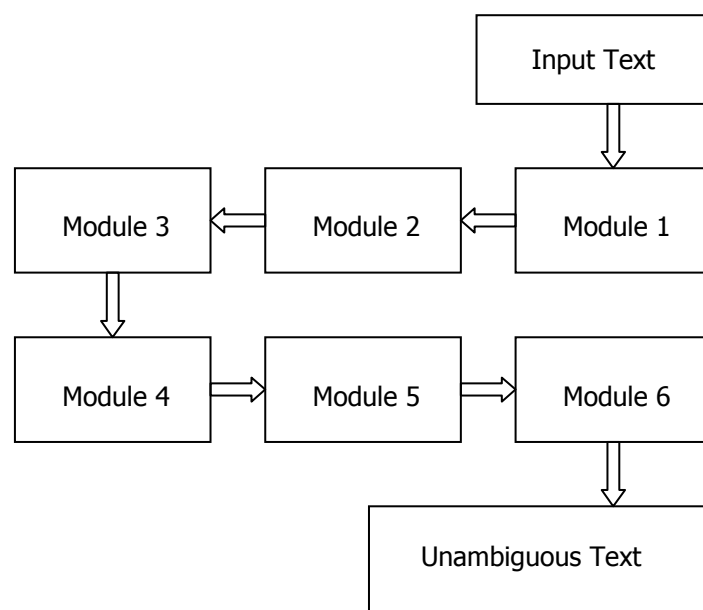 Input Text
Module 3
Module 2
Module 1
Module 4
Module 5
Module 6
Unambiguous Text